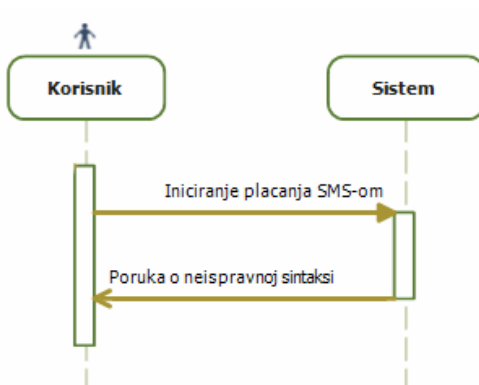 Korisnik
Sistem
Iniciranje placanja SMS-om
Poruka o neispravnoj sintaksi